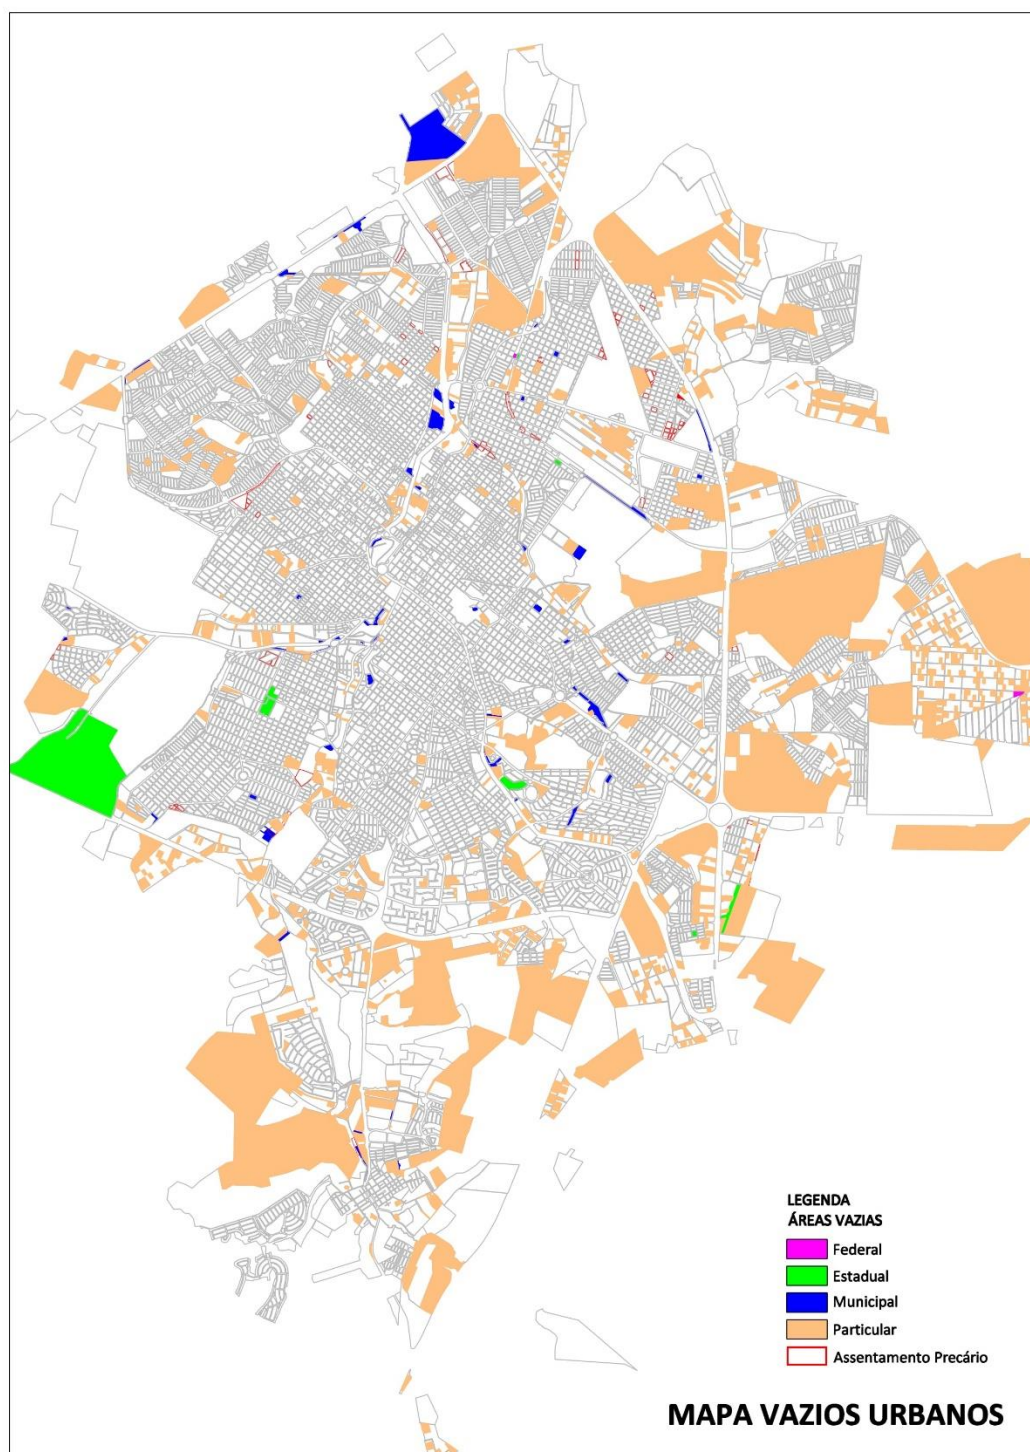 LEGENDA
ÁREAS VAZIAS
Federal
Estadual
Municipal
Particular
Assentamento Precário
MAPA VAZIOS URBANOS